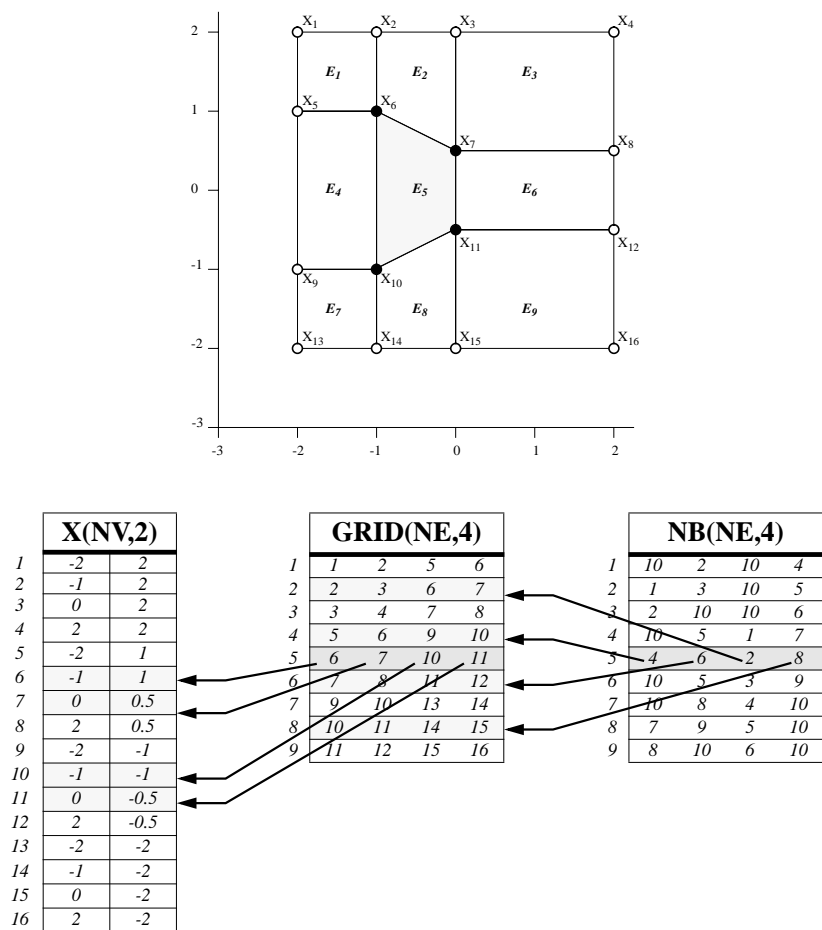 2 X1 X2 X3 X4
E1 E2 E3
1 X5 X6
X7 X8
0 E4 E5 E6
X11 X12
-1 X9 X10
E7 E8 E9
-2 X13 X14 X15 X16
-3
-3 -2 -1 0 1 2
X(NV,2) GRID(NE,4) NB(NE,4)
1 -2 2 1 1 2 5 6 1 10 2 10 4
2 -1 2 2 2 3 6 7 2 1 3 10 5
3 0 2 3 3 4 7 8 3 2 10 10 6
4 2 2 4 5 6 9 10 4 10 5 1 7
5 -2 1 5 6 7 10 11 5 4 6 2 8
6 -1 1 6 7 8 11 12 6 10 5 3 9
7 0 0.5 7 9 10 13 14 7 10 8 4 10
8 2 0.5 8 10 11 14 15 8 7 9 5 10
9 -2 -1 9 11 12 15 16 9 8 10 6 10
10 -1 -1
11 0 -0.5
12 2 -0.5
13 -2 -2
14 -1 -2
15 0 -2
16 2 -2